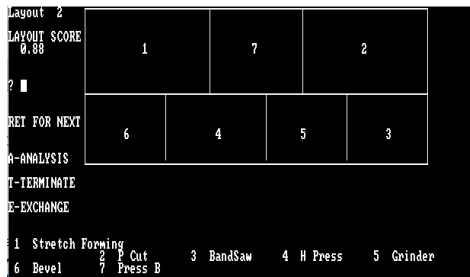 Layout 2
LAYOUT SCORE
0.88
1 7 2
?
RET FOR NEXT
6 4 5 3
A-ANALYSIS
T-TERMINATE
E-EXCHANGE
1 Stretch Forming
2 P Cut 3 BandSaw 4 H Press 5 Grinder
6 Bevel 7 Press B